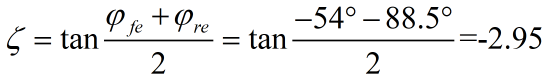 ζ = tan (φ_fe + φ_re)/2 = tan (−54° − 88.5°)/2 =-2.95